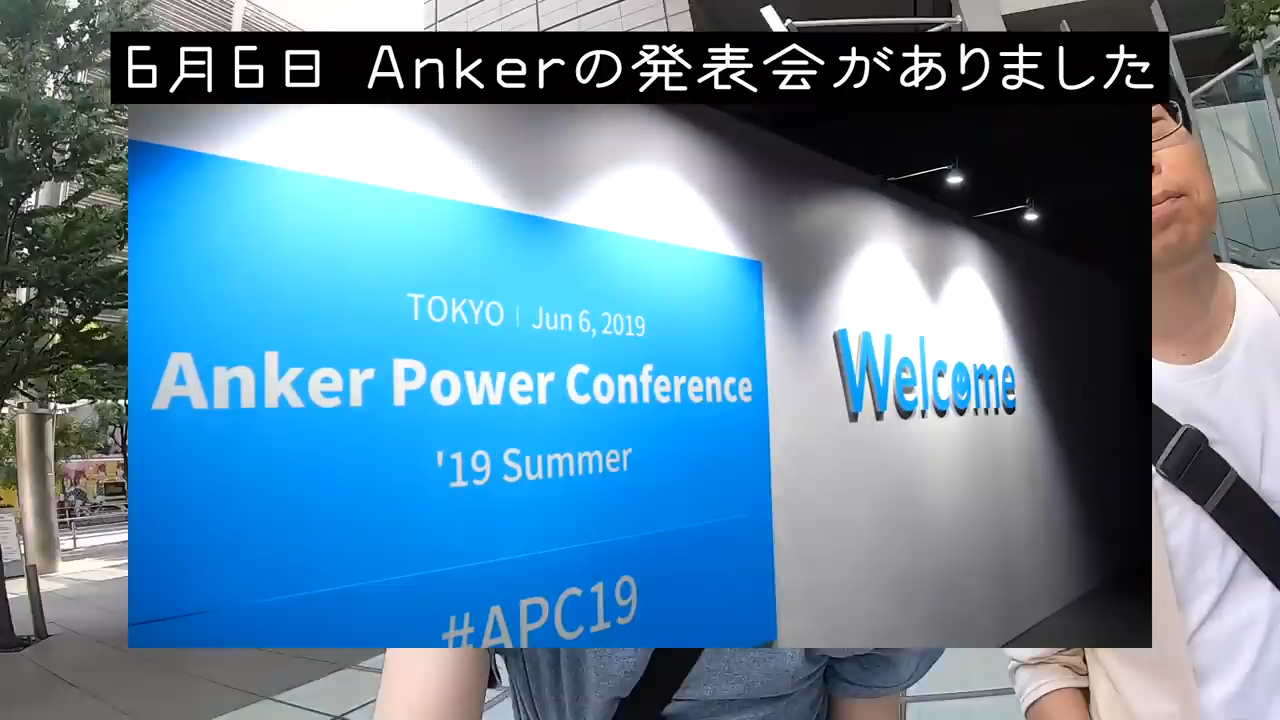 6月6日 Ankerの発表会がありました
TOKYO | Jun 6, 2019
Anker Power Conference
'19 Summer
#APC19
Welcome